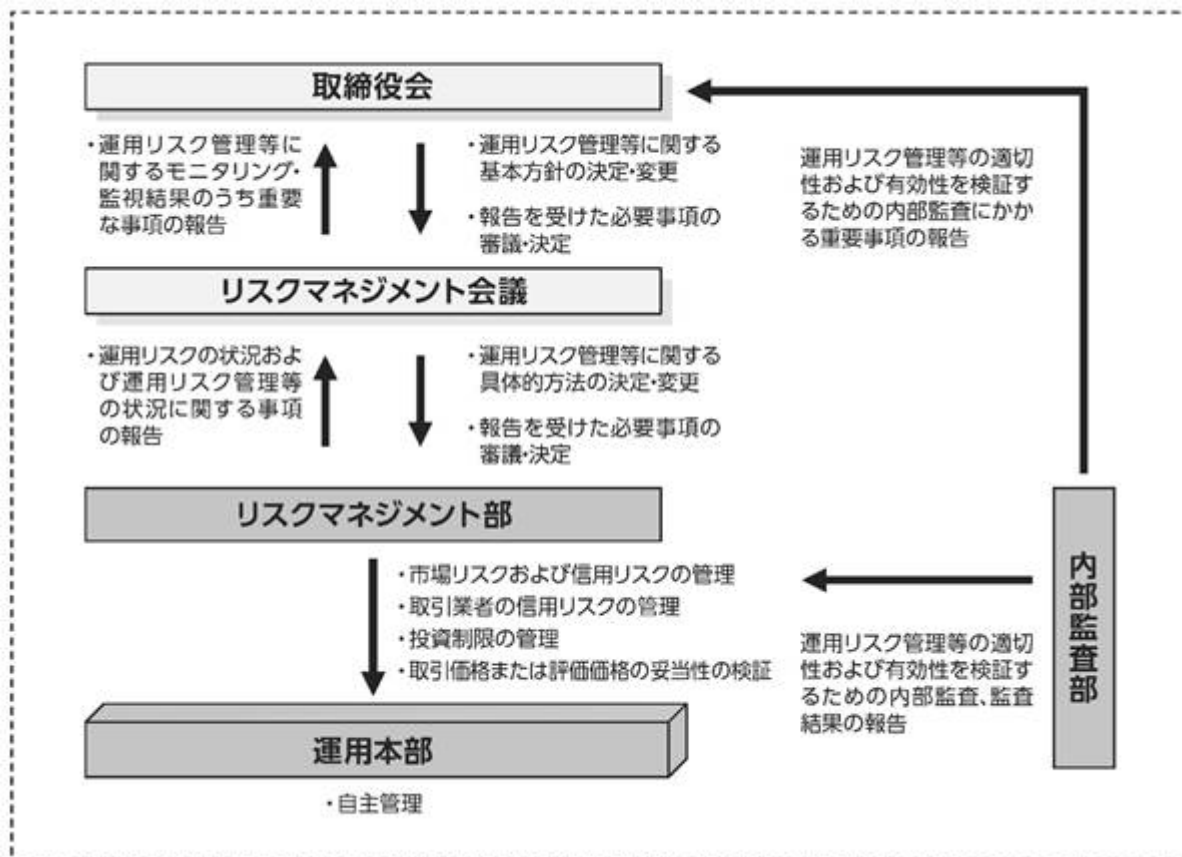 取締役会
・運用リスク管理等に
関するモニタリング・
監視結果のうち重要
な事項の報告
・運用リスク管理等に関する
基本方針の決定・変更
・報告を受けた必要事項の
審議・決定
運用リスク管理等の適切
性および有効性を検証す
るための内部監査にかか
る重要事項の報告
リスクマネジメント会議
・運用リスクの状況およ
び運用リスク管理等
の状況に関する事項
の報告
・運用リスク管理等に関する
具体的方法の決定・変更
・報告を受けた必要事項の
審議・決定
リスクマネジメント部
・市場リスクおよび信用リスクの管理
・取引業者の信用リスクの管理
・投資制限の管理
・取引価格または評価価格の妥当性の検証
内部監査部
運用リスク管理等の適切
性および有効性を検証す
るための内部監査、監査
結果の報告
運用本部
・自主管理